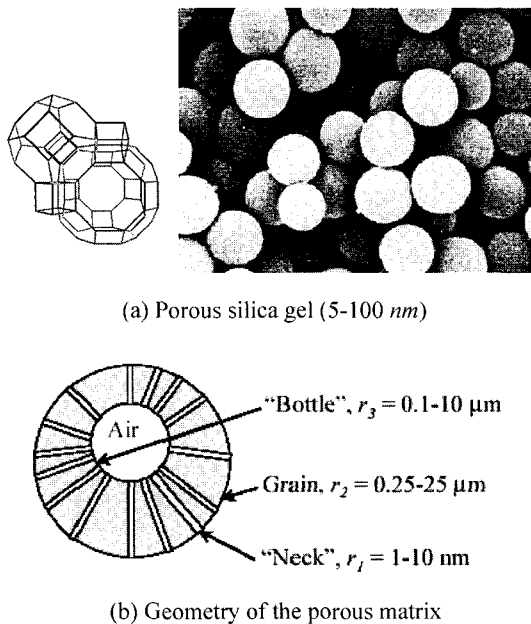 (a) Porous silica gel (5-100 nm)
Air
“Bottle”, r3 = 0.1-10 μm
Grain, r2 = 0.25-25 μm
“Neck”, r1 = 1-10 nm
(b) Geometry of the porous matrix